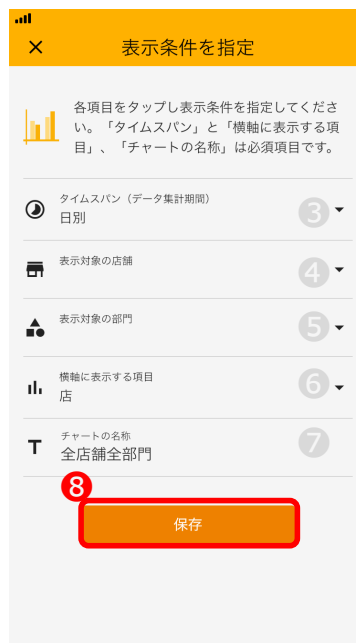 表示条件を指定
各項目をタップし表示条件を指定してくださ
い。「タイムスパン」と「横軸に表示する項
目」、「チャートの名称」は必須項目です。
タイムスパン（データ集計期間）
日別
3
表示対象の店舗
4
表示対象の部門
5
横軸に表示する項目
店
6
T
チャートの名称
全店舗全部門
7
8
保存